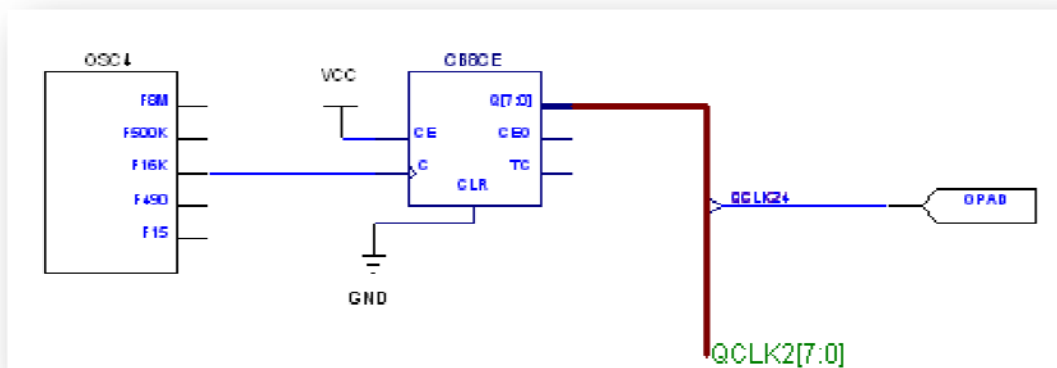 OSC4
CB8CE
VCC
F8M
F500K
F16K
F490
F15
Q[7:0]
CE
CEO
C
TC
CLR
QCLK24
OPAD
GND
QCLK2[7:0]